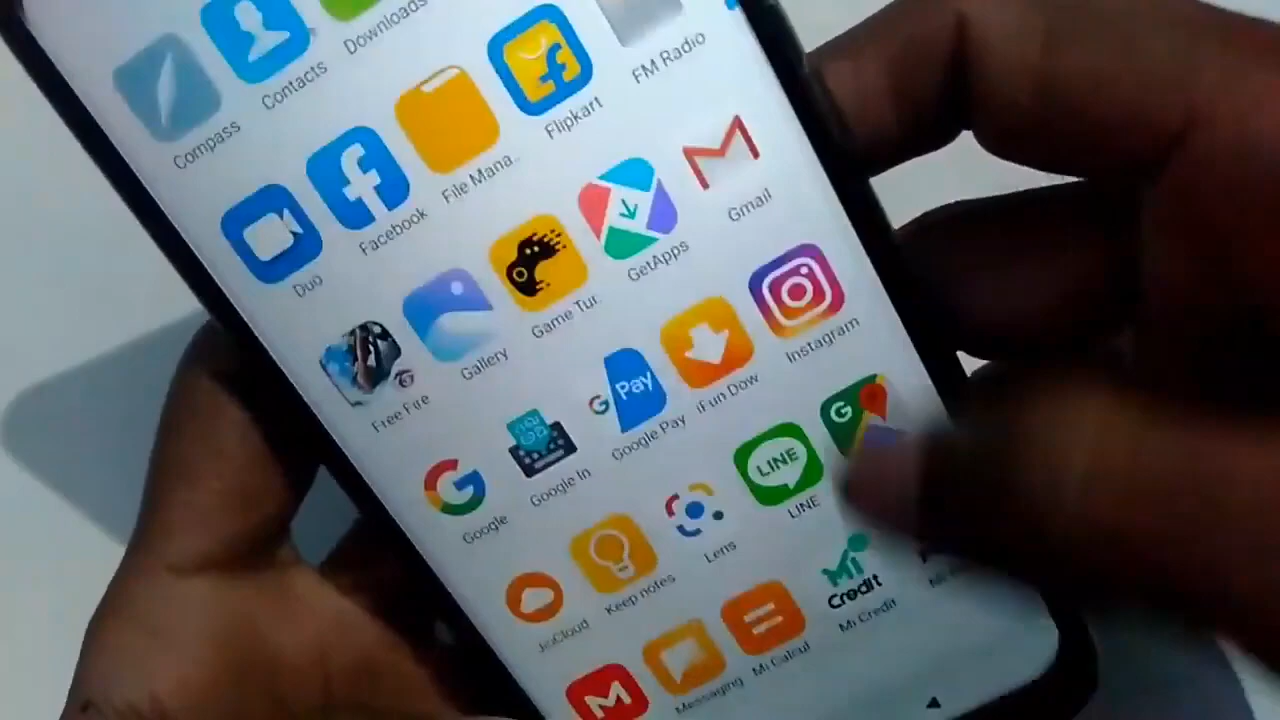 Compass
Contacts
Downloads
FM Radio
Duo
Facebook
File Mana..
Flipkart
Free Fire
Gallery
Game Tur..
GetApps
Gmail
Google
Google In
G Pay
Google Pay
iFun Dow
Instagram
JioCloud
Keep notes
Lens
LINE
LINE
G
Messaging
Mi Calcul
Mi Credit
Mi Credit